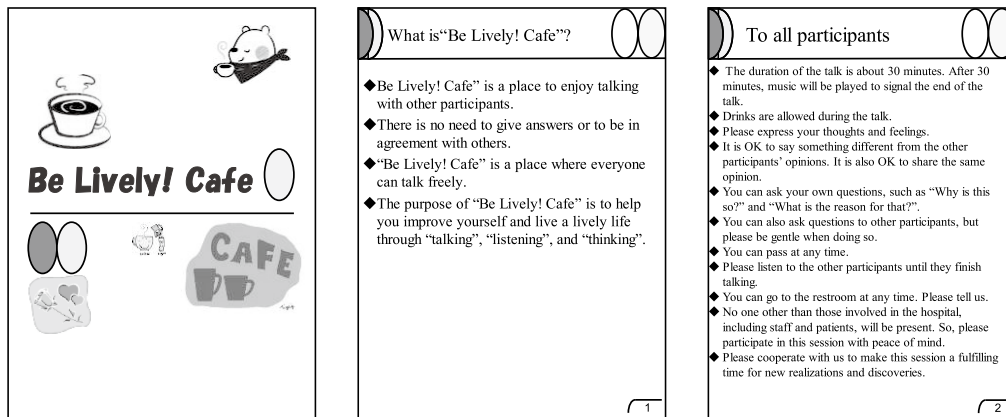 Be Lively! Cafe
CAFE
What is“Be Lively! Cafe”?
◆Be Lively! Cafe” is a place to enjoy talking
with other participants.
◆There is no need to give answers or to be in
agreement with others.
◆“Be Lively! Cafe” is a place where everyone
can talk freely.
◆The purpose of “Be Lively! Cafe” is to help
you improve yourself and live a lively life
through “talking”, “listening”, and “thinking”.
1
To all participants
◆ The duration of the talk is about 30 minutes. After 30
minutes, music will be played to signal the end of the
talk.
◆ Drinks are allowed during the talk.
◆ Please express your thoughts and feelings.
◆ It is OK to say something different from the other
participants’ opinions. It is also OK to share the same
opinion.
◆ You can ask your own questions, such as “Why is this
so?” and “What is the reason for that?”.
◆ You can also ask questions to other participants, but
please be gentle when doing so.
◆ You can pass at any time.
◆ Please listen to the other participants until they finish
talking.
◆ You can go to the restroom at any time. Please tell us.
◆ No one other than those involved in the hospital,
including staff and patients, will be present. So, please
participate in this session with peace of mind.
◆ Please cooperate with us to make this session a fulfilling
time for new realizations and discoveries.
2